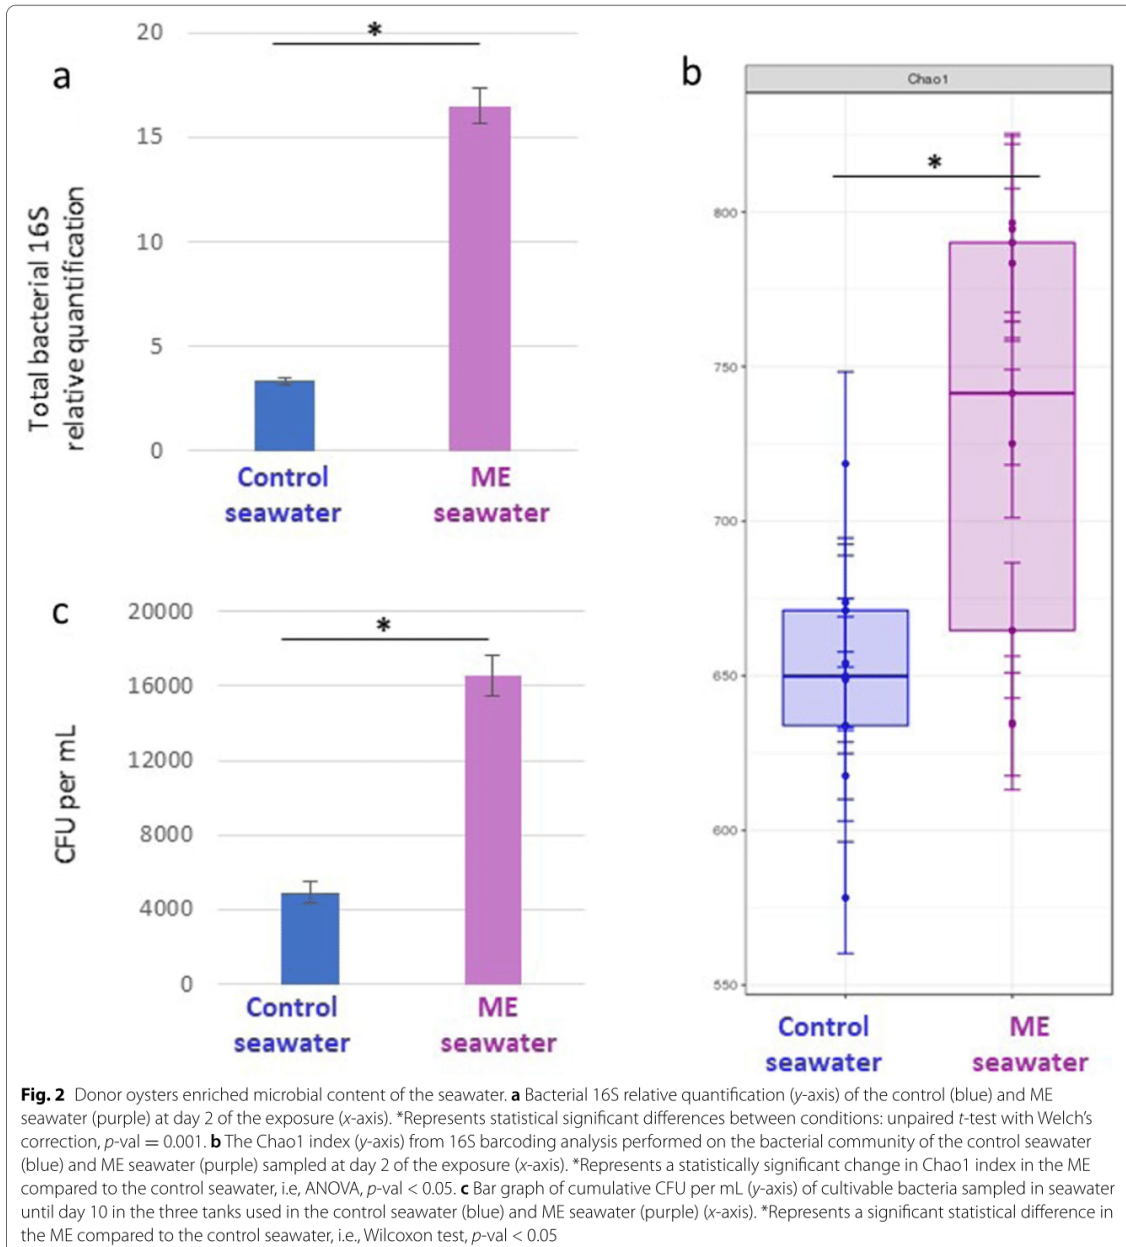 a
Total bacterial 16S
relative quantification
20
15
10
5
0
*
Control
seawater
ME
seawater
b
Chao1
800
750
700
650
600
550
*
Control
seawater
ME
seawater
c
CFU per mL
20000
16000
12000
8000
4000
0
*
Control
seawater
ME
seawater
Fig. 2 Donor oysters enriched microbial content of the seawater. a Bacterial 16S relative quantification (y-axis) of the control (blue) and ME
seawater (purple) at day 2 of the exposure (x-axis). *Represents statistical significant differences between conditions: unpaired t-test with Welch's
correction, p-val = 0.001. b The Chao1 index (y-axis) from 16S barcoding analysis performed on the bacterial community of the control seawater
(blue) and ME seawater (purple) sampled at day 2 of the exposure (x-axis). *Represents a statistically significant change in Chao1 index in the ME
compared to the control seawater, i.e, ANOVA, p-val < 0.05. c Bar graph of cumulative CFU per mL (y-axis) of cultivable bacteria sampled in seawater
until day 10 in the three tanks used in the control seawater (blue) and ME seawater (purple) (x-axis). *Represents a significant statistical difference in
the ME compared to the control seawater, i.e., Wilcoxon test, p-val < 0.05